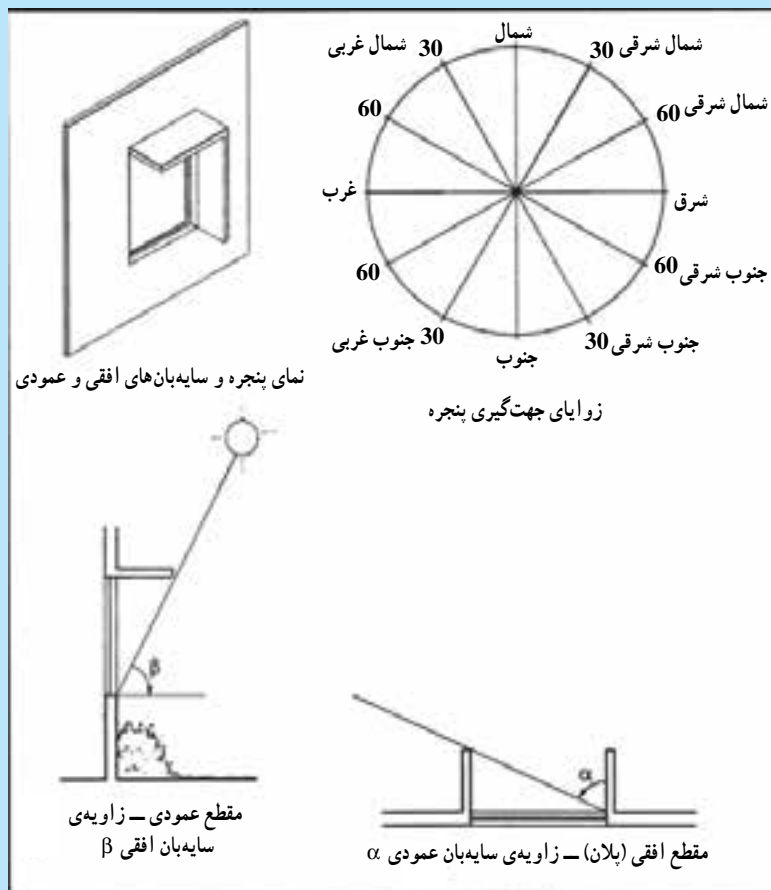 شمال
شمال غربی 30
30 شمال شرقی
60
60 شمال شرقی
غرب
شرق
60
60 جنوب شرقی
جنوب غربی 30
30 جنوب شرقی
جنوب
نمای پنجره و سایه‌بان‌های افقی و عمودی
زوایای جهت‌گیری پنجره
β
α
مقطع عمودی ــ زاویه‌ی
سایه‌بان افقی β
مقطع افقی (پلان) ــ زاویه‌ی سایه‌بان عمودی α